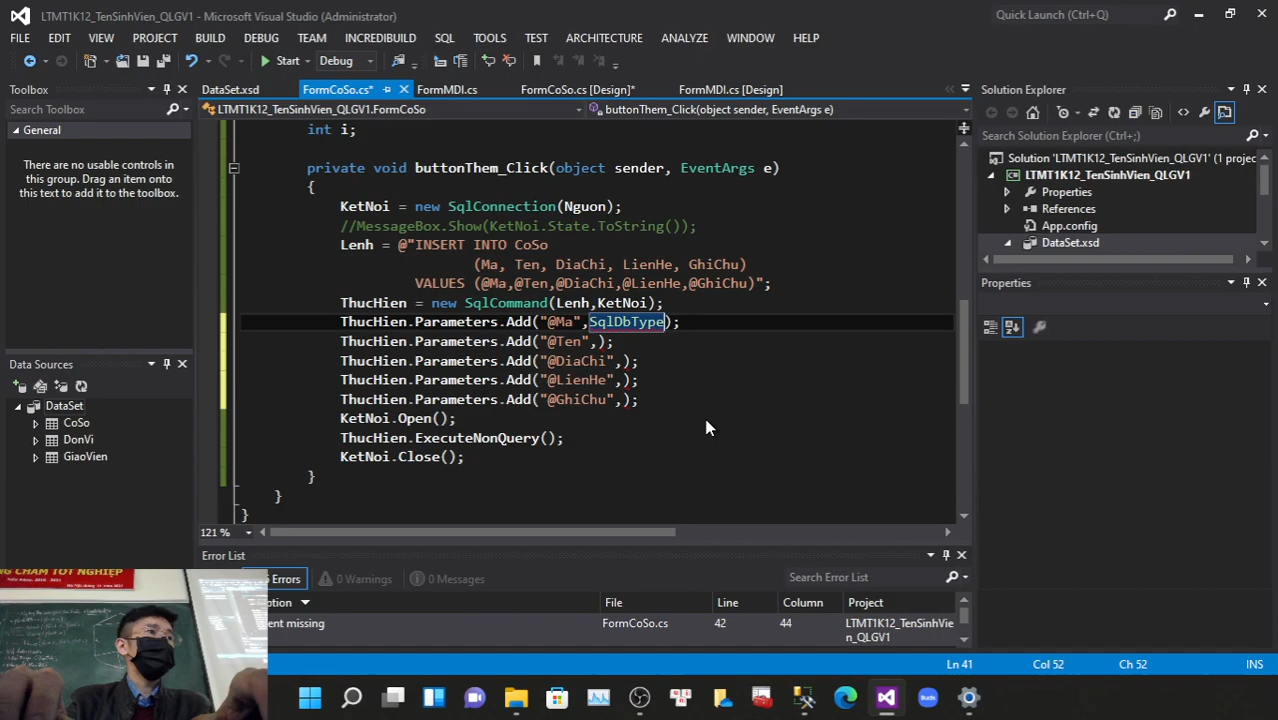 LTMT1K12_TenSinhVien_QLGV1 - Microsoft Visual Studio (Administrator)
Quick Launch (Ctrl+Q)
FILE EDIT VIEW PROJECT BUILD DEBUG TEAM INCREDIBUILD SQL TOOLS TEST ARCHITECTURE ANALYZE WINDOW HELP
Start Debug
Toolbox
DataSet.xsd FormCoSo.cs* FormMDI.cs FormCoSo.cs [Design]* FormMDI.cs [Design]
Solution Explorer
Search Toolbox
LTMT1K12_TenSinhVien_QLGV1.FormCoSo
buttonThem_Click(object sender, EventArgs e)
General
There are no usable controls in
this group. Drag an item onto
this text to add it to the toolbox.
Search Solution Explorer (Ctrl+;)
Solution 'LTMT1K12_TenSinhVien_QLGV1' (1 projec
LTMT1K12_TenSinhVien_QLGV1
Properties
References
App.config
DataSet.xsd
Properties
int i;
private void buttonThem_Click(object sender, EventArgs e)
{
KetNoi = new SqlConnection(Nguon);
//MessageBox.Show(KetNoi.State.ToString());
Lenh = @"INSERT INTO CoSo
(Ma, Ten, DiaChi, LienHe, GhiChu)
VALUES (@Ma,@Ten,@DiaChi,@LienHe,@GhiChu)";
ThucHien = new SqlCommand(Lenh,KetNoi);
ThucHien.Parameters.Add("@Ma",SqlDbType);
ThucHien.Parameters.Add("@Ten",);
ThucHien.Parameters.Add("@DiaChi",);
ThucHien.Parameters.Add("@LienHe",);
ThucHien.Parameters.Add("@GhiChu",);
KetNoi.Open();
ThucHien.ExecuteNonQuery();
KetNoi.Close();
}
}
}
121 %
Data Sources
DataSet
CoSo
DonVi
GiaoVien
Error List
Errors 0 Warnings 0 Messages
Search Error List
ption File Line Column Project
ent missing FormCoSo.cs 42 44 LTMT1K12_TenSinhVie
n_QLGV1
Ln 41 Col 52 Ch 52 INS
NG CHẤM TỐT NGHIỆP